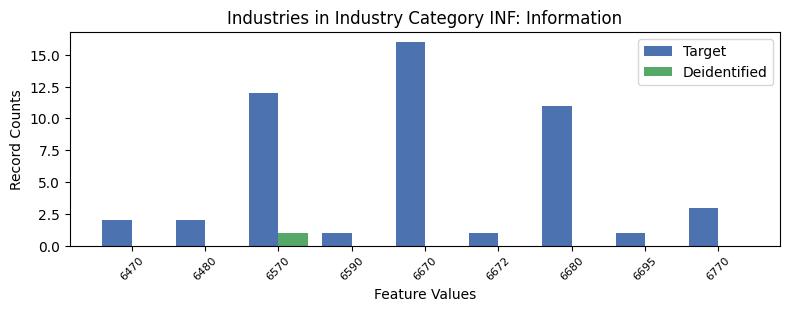 Industries in Industry Category INF: Information
Target
Deidentified
Record Counts
15.0
12.5
10.0
7.5
5.0
2.5
0.0
6470 6480 6570 6590 6670 6672 6680 6695 6770
Feature Values